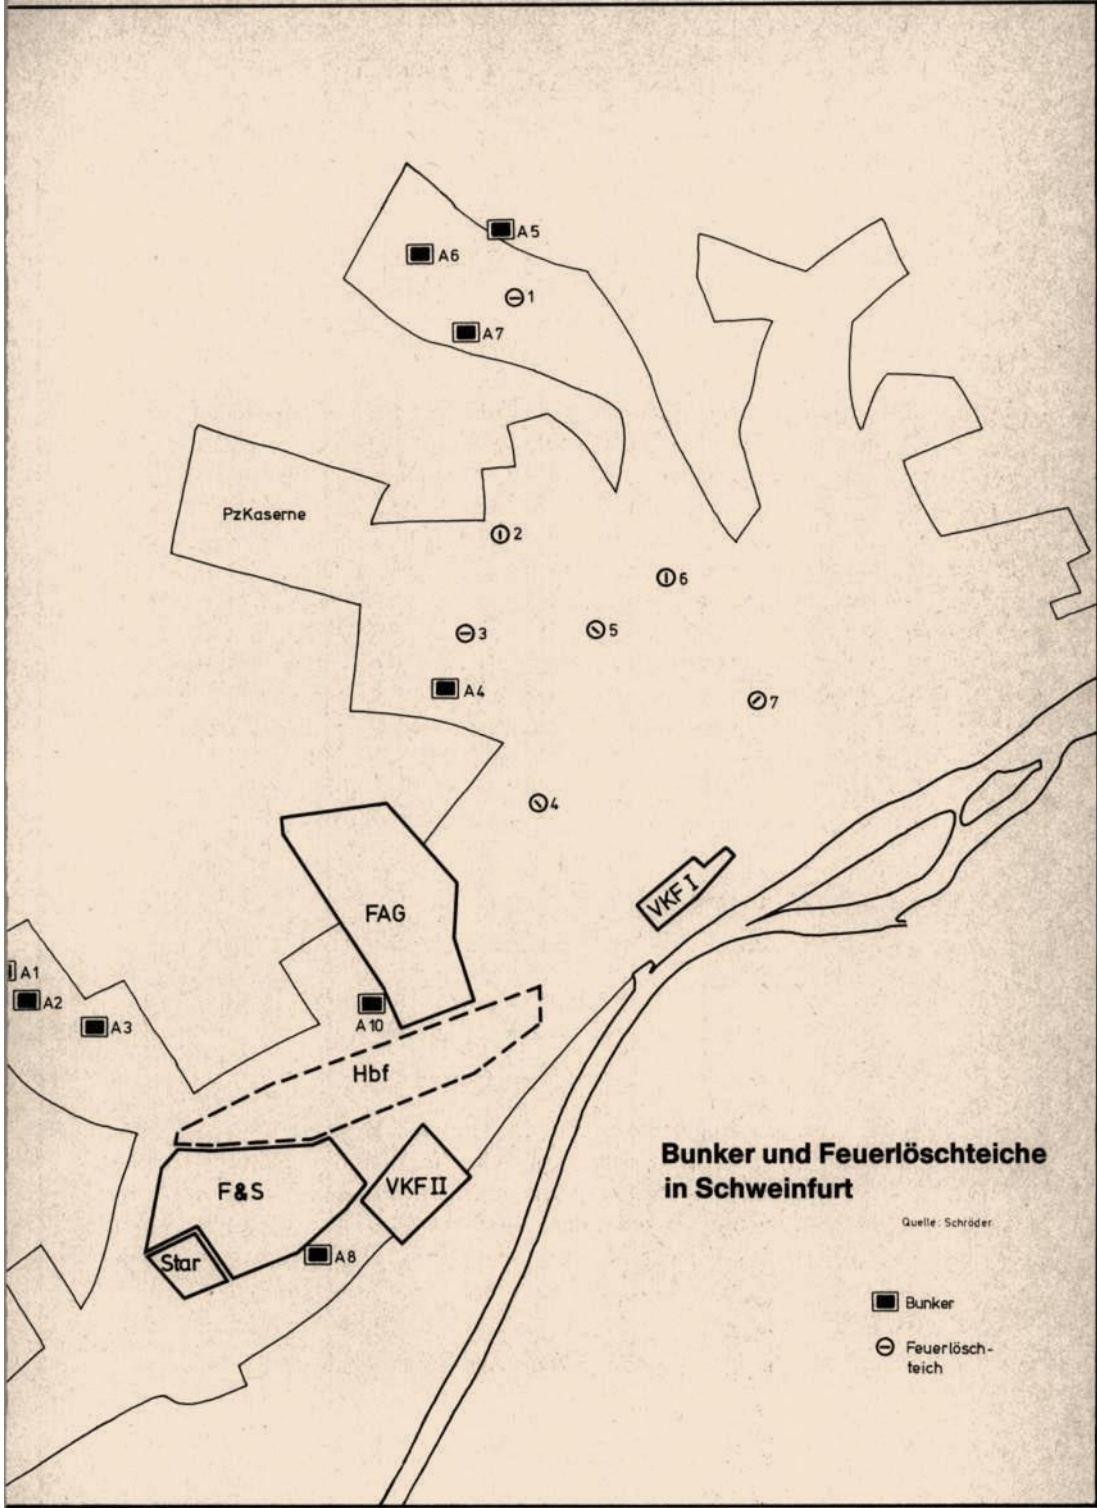 A5
A6
1
A7
PzKaserne
2
6
3
5
A4
7
4
VKF I
FAG
A1
A2
A3
A10
Hbf
Bunker und Feuerlöschteiche
in Schweinfurt
Quelle: Schröder
F&S
VKF II
Star
A8
Bunker
Feuerlösch-
teich